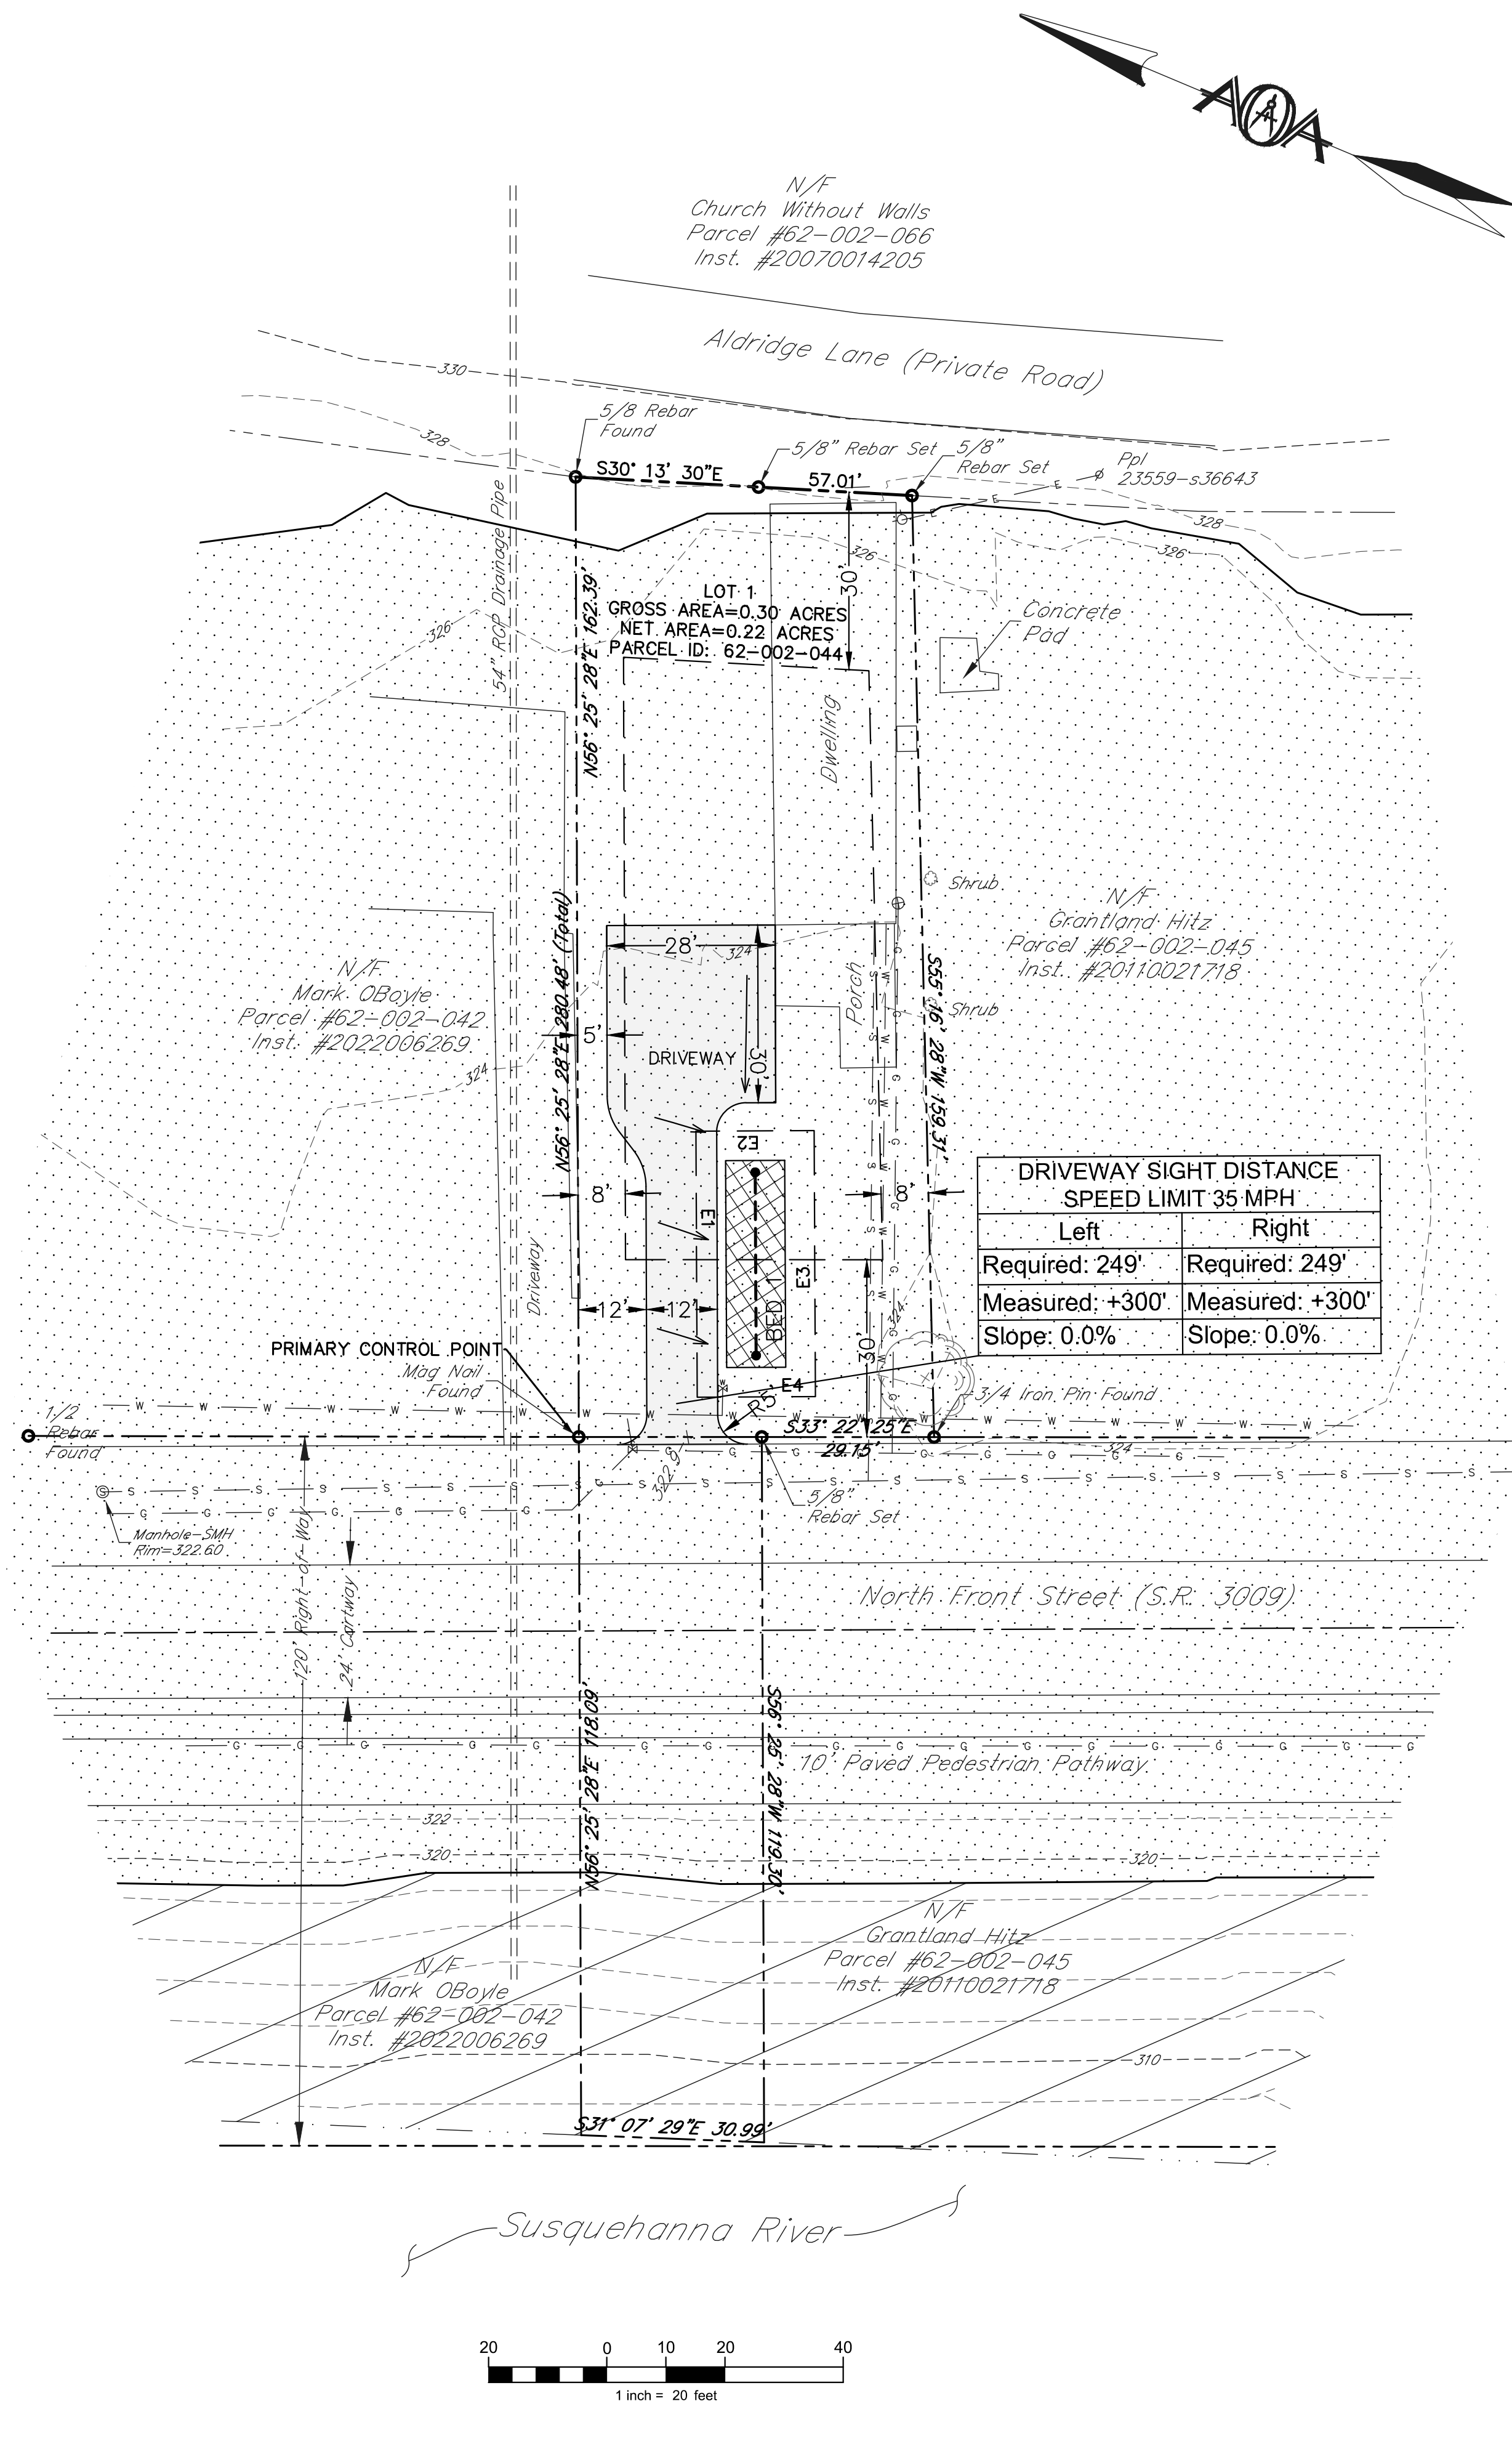 AOA
N/F
Church Without Walls
Parcel #62-002-066
Inst. #20070014205
Aldridge Lane (Private Road)
330
328
5/8 Rebar
Found
5/8" Rebar Set
5/8"
Rebar Set
Ppl
23559-s36643
S30° 13' 30"E
57.01'
E
E
E
328
326
326
326
30'
54" RCP Drainage Pipe
N56° 25' 28"E 162.39'
LOT 1
GROSS AREA=0.30 ACRES
NET AREA=0.22 ACRES
PARCEL ID: 62-002-044
Concrete
Pad
Dwelling
Shrub
N/F
Grantland Hitz
Parcel #62-002-045
Inst. #20110021718
N56° 25' 28"E 280.48' (Total)
28'
324
N/F
Mark OBoyle
Parcel #62-002-042
Inst. #2022006269
324
5'
DRIVEWAY
30'
Porch
Shrub
S55° 16' 28"W 159.31'
E2
8'
8'
E1
E3
BED 1
Driveway
12'
12'
30'
324
DRIVEWAY SIGHT DISTANCE
SPEED LIMIT 35 MPH
Left
Right
Required: 249'
Required: 249'
Measured: +300'
Measured: +300'
Slope: 0.0%
Slope: 0.0%
PRIMARY CONTROL POINT
Mag Nail
Found
E4
R5'
3/4 Iron Pin Found
1/2
Rebar
Found
S33° 22' 25"E
29.15'
324
322.97
5/8"
Rebar Set
Manhole-SMH
Rim=322.60
120' Right-of-Way
24' Cartway
North Front Street (S.R. 3009)
N56° 25' 28"E 118.09'
S56° 25' 28"W 119.30'
10' Paved Pedestrian Pathway
322
320
320
N/F
Grantland Hitz
Parcel #62-002-045
Inst. #20110021718
N/F
Mark OBoyle
Parcel #62-002-042
Inst. #2022006269
310
S31° 07' 29"E 30.99'
Susquehanna River
20
0
10
20
40
1 inch = 20 feet